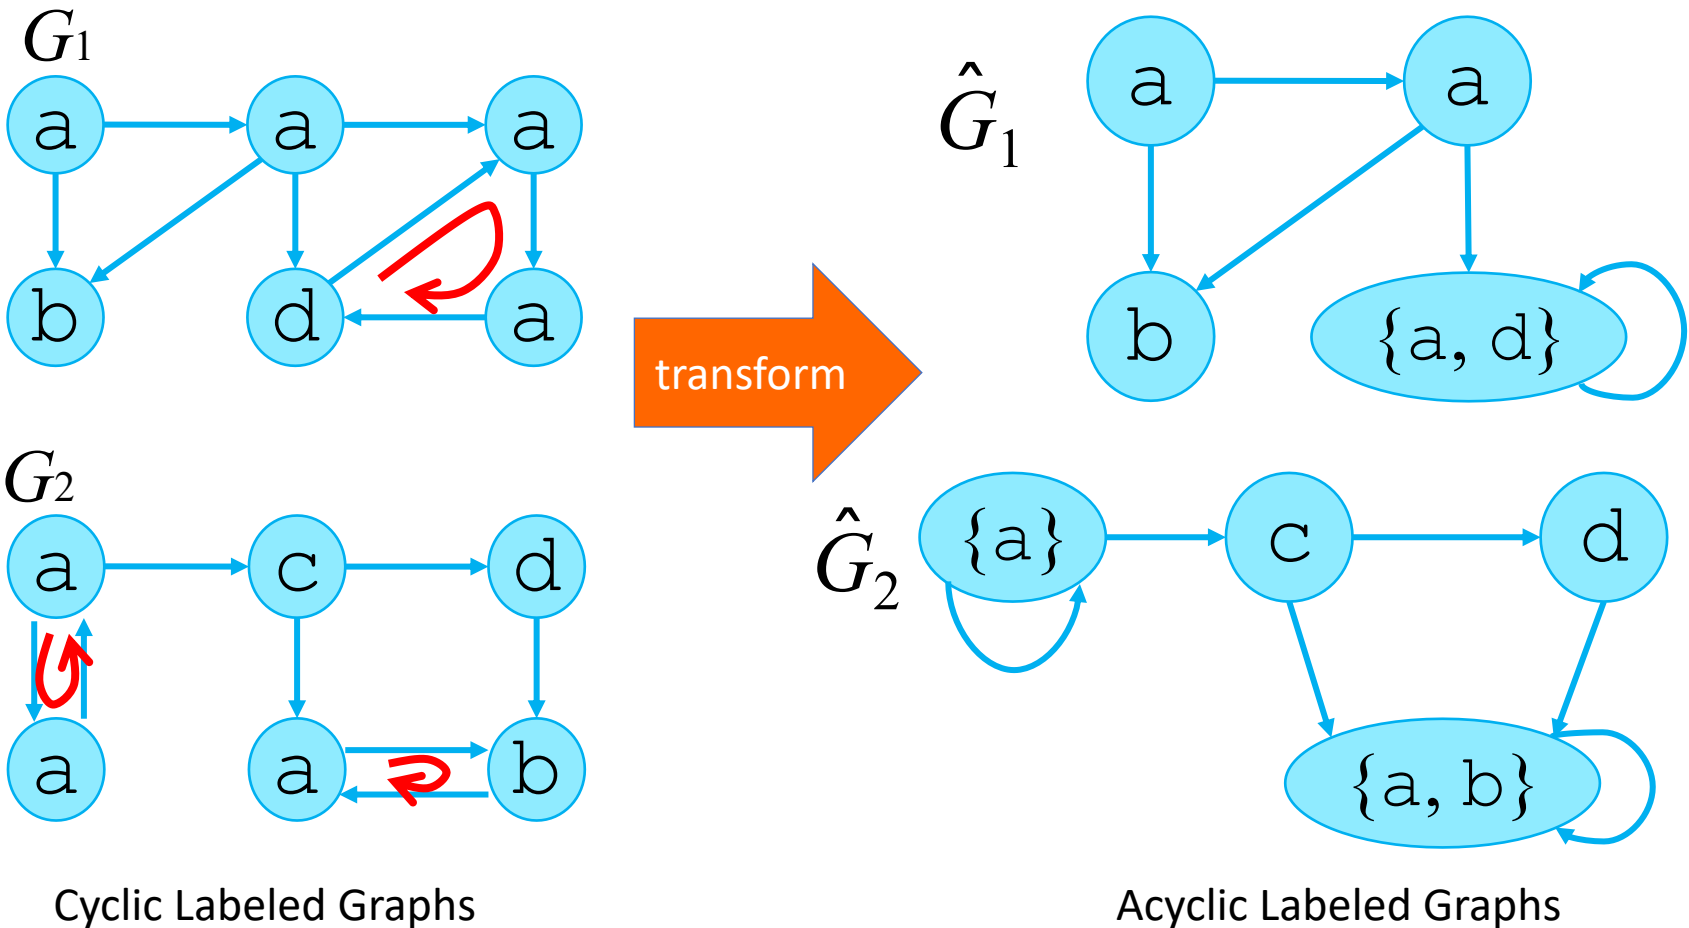 G1
a a a
b d a
G2
a c d
a a b
Cyclic Labeled Graphs
transform
Ĝ1
a a
b {a, d}
Ĝ2
{a} c d
{a, b}
Acyclic Labeled Graphs